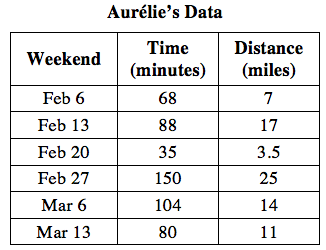 Aurélie's Data
Weekend Time (minutes) Distance (miles)
Feb 6 68 7
Feb 13 88 17
Feb 20 35 3.5
Feb 27 150 25
Mar 6 104 14
Mar 13 80 11